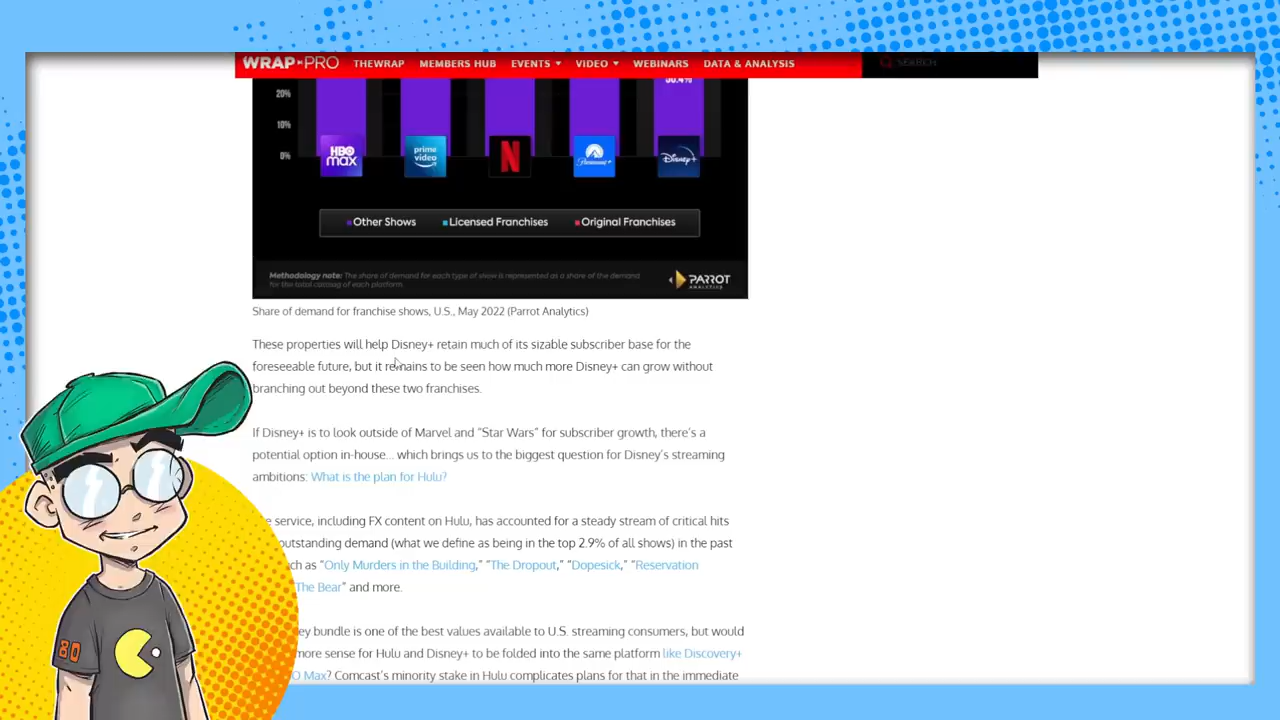 WRAP PRO THEWRAP MEMBERS HUB EVENTS VIDEO WEBINARS DATA & ANALYSIS SEARCH
20%
10%
0%
HBO max prime video N Paramount+ Disney+
Other Shows Licensed Franchises Original Franchises
Methodology note: The share of demand for each type of show is represented as a share of the demand
for the total catalog of each platform.
PARROT
ANALYTICS
Share of demand for franchise shows, U.S., May 2022 (Parrot Analytics)
These properties will help Disney+ retain much of its sizable subscriber base for the
foreseeable future, but it remains to be seen how much more Disney+ can grow without
branching out beyond these two franchises.
If Disney+ is to look outside of Marvel and “Star Wars” for subscriber growth, there’s a
potential option in-house… which brings us to the biggest question for Disney’s streaming
ambitions: What is the plan for Hulu?
service, including FX content on Hulu, has accounted for a steady stream of critical hits
outstanding demand (what we define as being in the top 2.9% of all shows) in the past
as “Only Murders in the Building,” “The Dropout,” “Dopesick,” “Reservation
The Bear” and more.
bundle is one of the best values available to U.S. streaming consumers, but would
more sense for Hulu and Disney+ to be folded into the same platform like Discovery+
Max? Comcast’s minority stake in Hulu complicates plans for that in the immediate
80